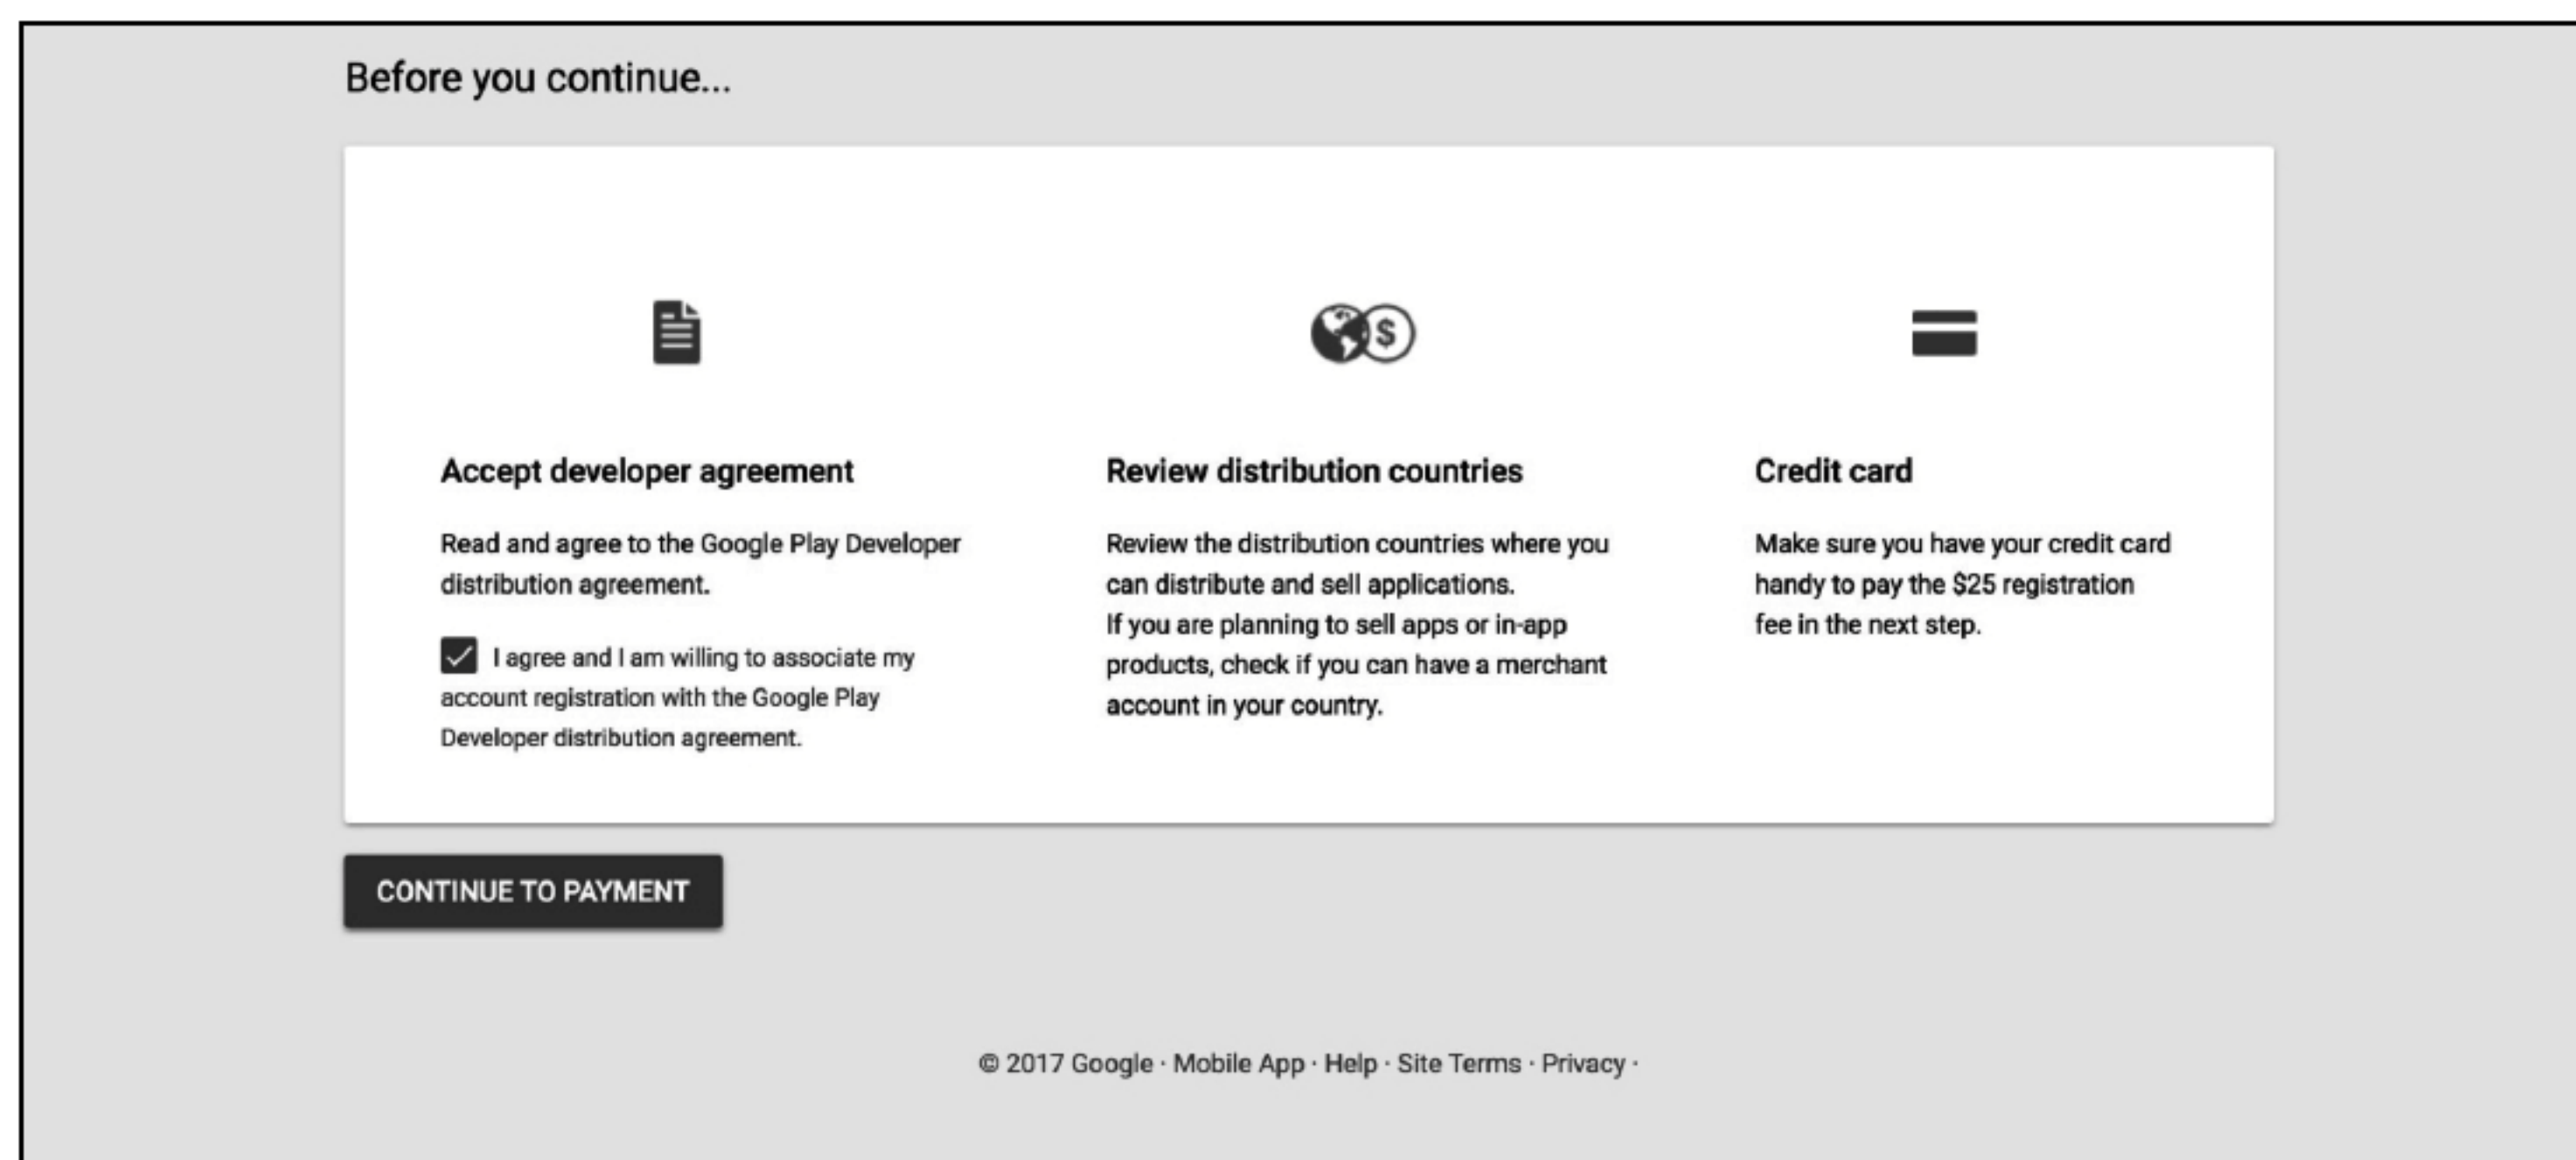 Before you continue...
Accept developer agreement
Read and agree to the Google Play Developer
distribution agreement.
I agree and I am willing to associate my
account registration with the Google Play
Developer distribution agreement.
Review distribution countries
Review the distribution countries where you
can distribute and sell applications.
If you are planning to sell apps or in-app
products, check if you can have a merchant
account in your country.
Credit card
Make sure you have your credit card
handy to pay the $25 registration
fee in the next step.
CONTINUE TO PAYMENT
© 2017 Google · Mobile App · Help · Site Terms · Privacy ·